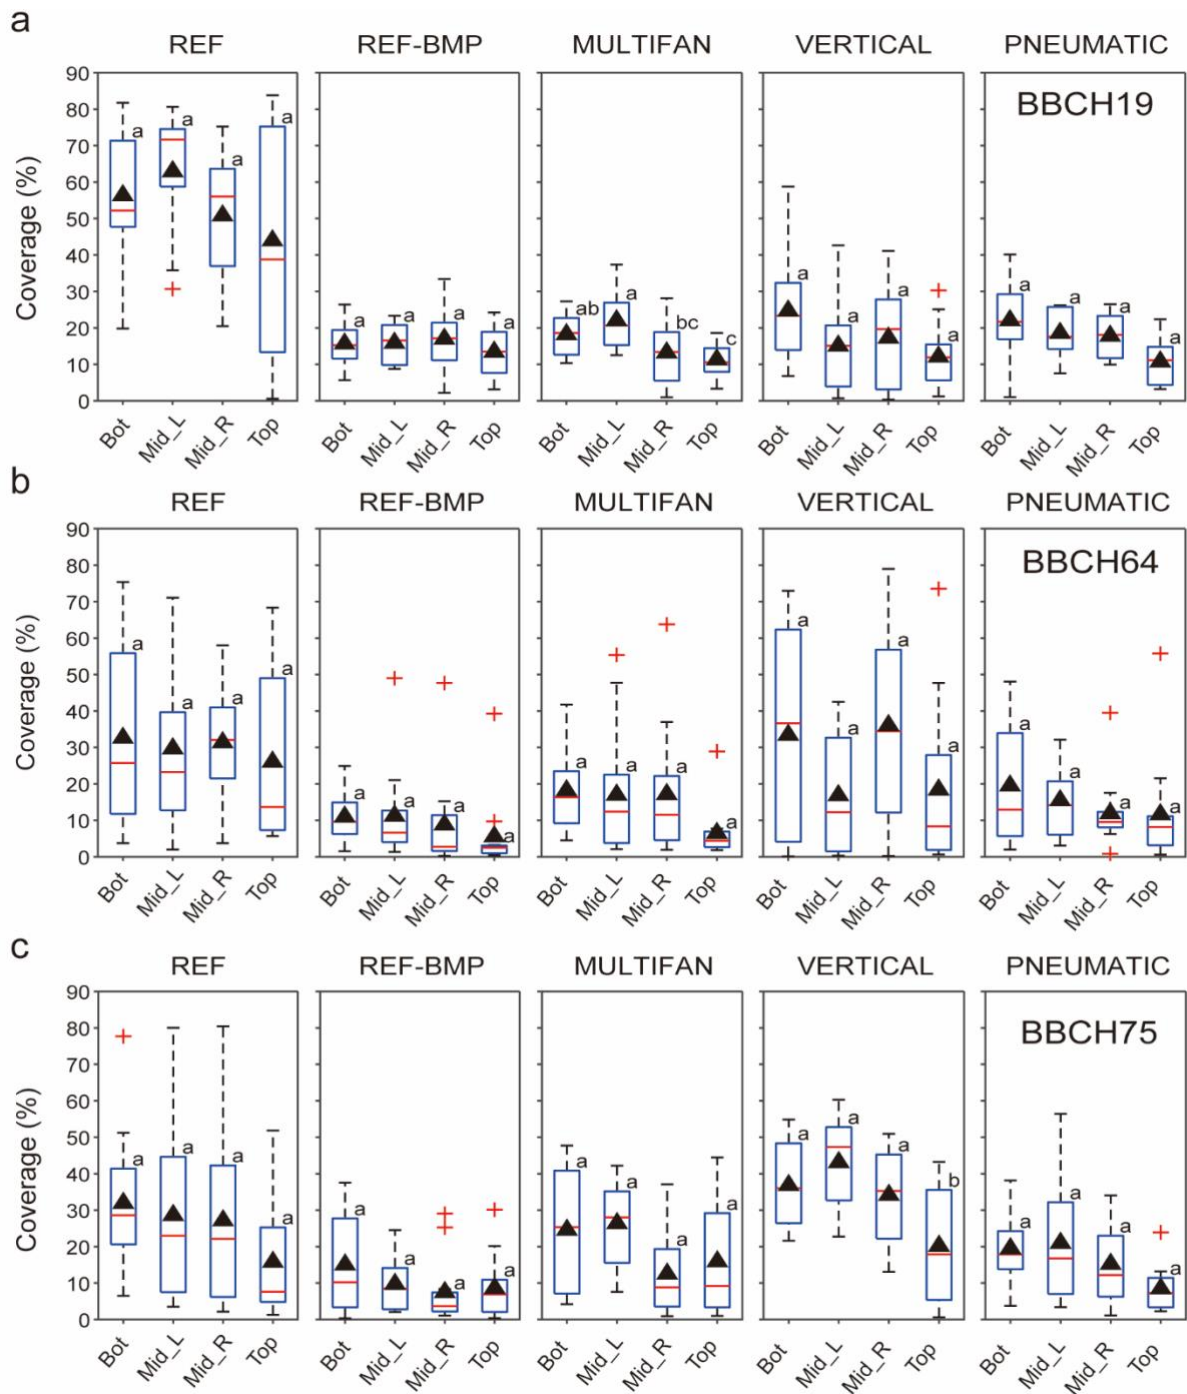 a
REF REF-BMP MULTIFAN VERTICAL PNEUMATIC
BBCH19
Coverage (%)
90
80
70
60
50
40
30
20
10
0
a a a a
a a a a
ab a bc c
a a a a
a a a a
Bot Mid_L Mid_R Top Bot Mid_L Mid_R Top Bot Mid_L Mid_R Top Bot Mid_L Mid_R Top Bot Mid_L Mid_R Top
b
REF REF-BMP MULTIFAN VERTICAL PNEUMATIC
BBCH64
Coverage (%)
90
80
70
60
50
40
30
20
10
0
a a a a
a a a a
a a a a
a a a a
a a a a
Bot Mid_L Mid_R Top Bot Mid_L Mid_R Top Bot Mid_L Mid_R Top Bot Mid_L Mid_R Top Bot Mid_L Mid_R Top
c
REF REF-BMP MULTIFAN VERTICAL PNEUMATIC
BBCH75
Coverage (%)
90
80
70
60
50
40
30
20
10
0
a a a a
a a a a
a a a a
a a a b
a a a a
Bot Mid_L Mid_R Top Bot Mid_L Mid_R Top Bot Mid_L Mid_R Top Bot Mid_L Mid_R Top Bot Mid_L Mid_R Top